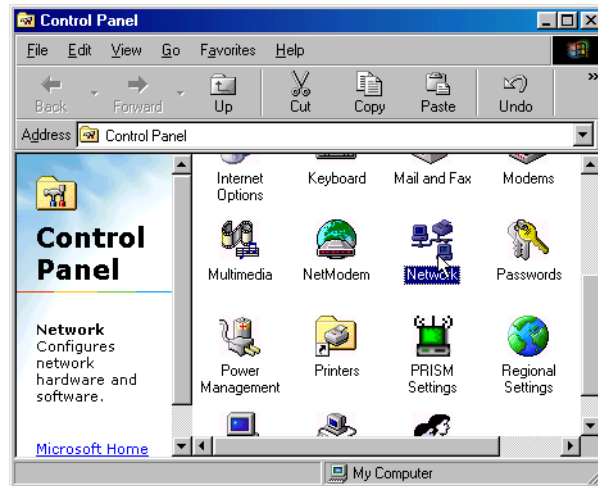 Control Panel
File Edit View Go Favorites Help
Back Forward Up Cut Copy Paste Undo »
Address Control Panel
Control
Panel
Network
Configures
network
hardware and
software.
Microsoft Home
Internet
Options
Keyboard
Mail and Fax
Modems
Multimedia
NetModem
Network
Passwords
Power
Management
Printers
PRISM
Settings
Regional
Settings
My Computer